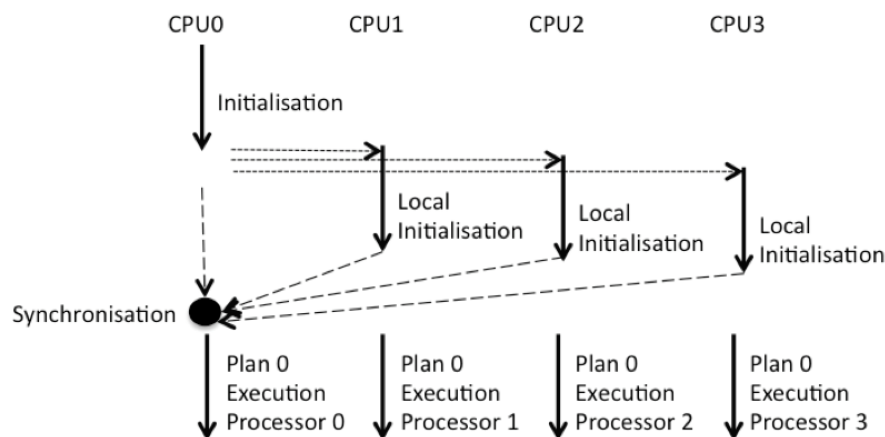 CPU0 CPU1 CPU2 CPU3
Initialisation
Local
Initialisation
Local
Initialisation
Local
Initialisation
Synchronisation
Plan 0
Execution
Processor 0
Plan 0
Execution
Processor 1
Plan 0
Execution
Processor 2
Plan 0
Execution
Processor 3